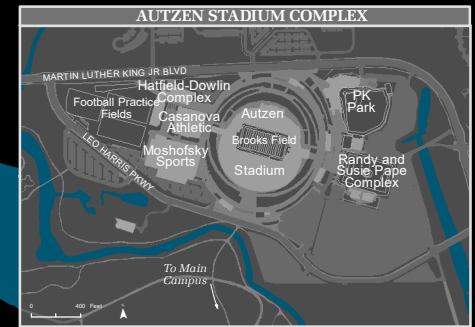 AUTZEN STADIUM COMPLEX
MARTIN LUTHER KING JR BLVD
Hatfield-Dowlin
Complex
Football Practice
Fields
Casanova
Athletic
Moshofsky
Sports
LEO HARRIS PKWY
Autzen
Brooks Field
Stadium
PK
Park
Randy and
Susie Pape
Complex
To Main
Campus
0 400 Feet